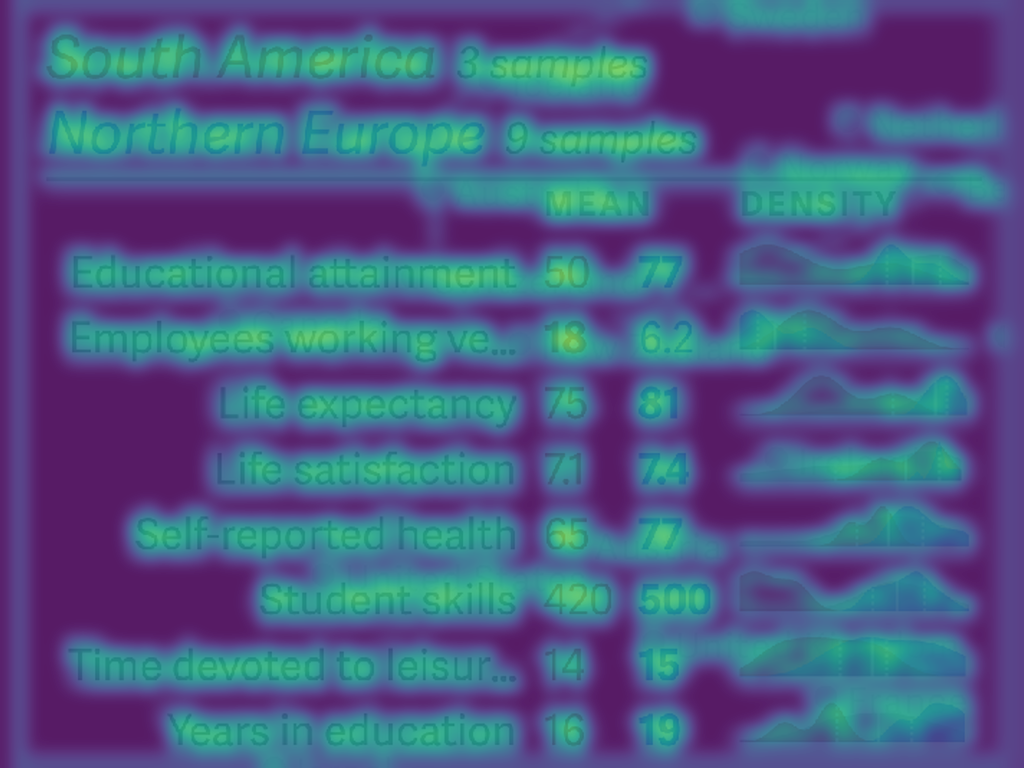 South America 3 samples
Northern Europe 9 samples
MEAN DENSITY
Educational attainment 50 77
Employees working ve... 18 6.2
Life expectancy 75 81
Life satisfaction 7.1 7.4
Self-reported health 65 77
Student skills 420 500
Time devoted to leisur... 14 15
Years in education 16 19